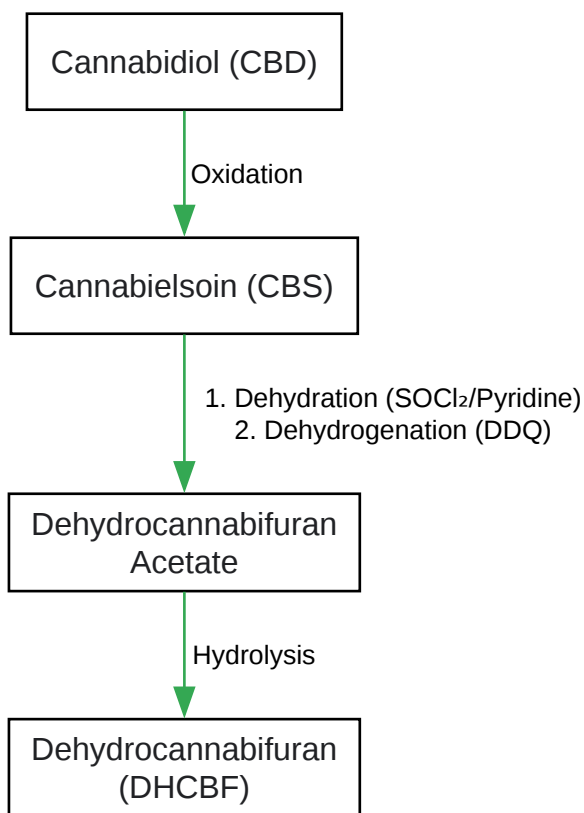 Cannabidiol (CBD)
Oxidation
Cannabielsoin (CBS)
1. Dehydration (SOCl₂/Pyridine)
2. Dehydrogenation (DDQ)
Dehydrocannabifuran
Acetate
Hydrolysis
Dehydrocannabifuran
(DHCBF)